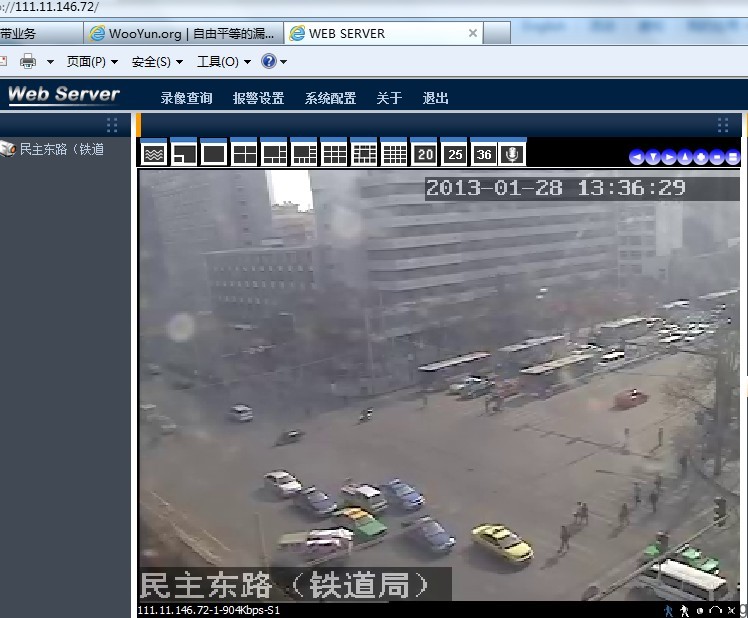 ://111.11.146.72/
带业务 WooYun.org | 自由平等的漏... WEB SERVER
页面(P) 安全(S) 工具(O)
Web Server 录像查询 报警设置 系统配置 关于 退出
民主东路（铁道
20 25 36
2013-01-28 13:36:29
民主东路（铁道局）
111.11.146.72-1-904Kbps-S1